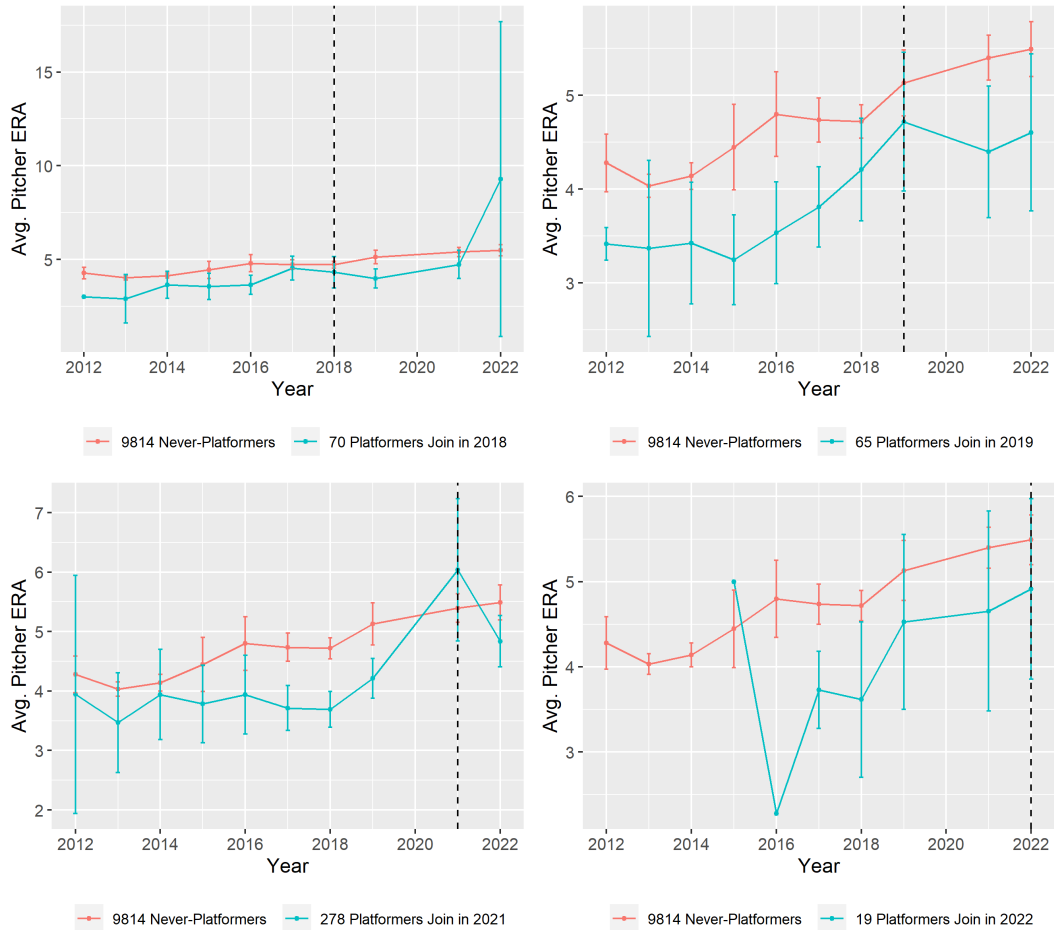 Avg. Pitcher ERA
15
10
5
2012 2014 2016 2018 2020 2022
Year
9814 Never-Platformers 70 Platformers Join in 2018
Avg. Pitcher ERA
5
4
3
2012 2014 2016 2018 2020 2022
Year
9814 Never-Platformers 65 Platformers Join in 2019
Avg. Pitcher ERA
7
6
5
4
3
2
2012 2014 2016 2018 2020 2022
Year
9814 Never-Platformers 278 Platformers Join in 2021
Avg. Pitcher ERA
6
5
4
3
2012 2014 2016 2018 2020 2022
Year
9814 Never-Platformers 19 Platformers Join in 2022